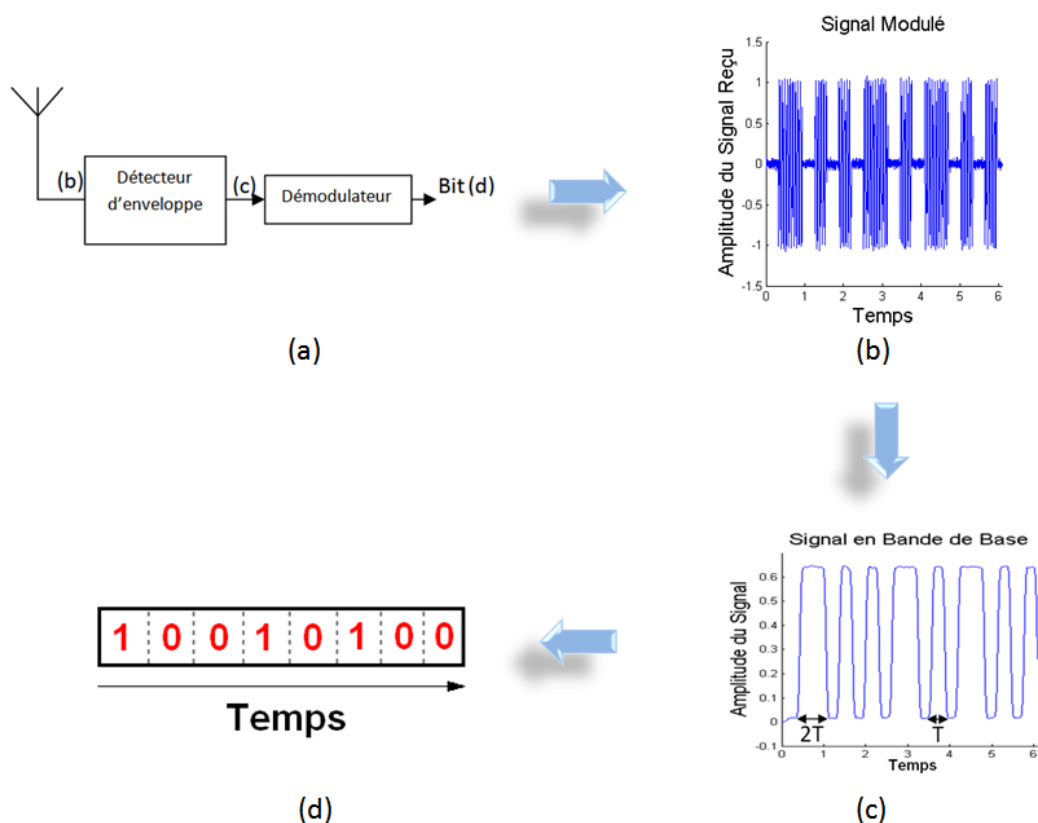 (b)
Détecteur
d'enveloppe
(c)
Démodulateur
Bit (d)
(a)
Signal Modulé
Amplitude du Signal Reçu
1.5
1
0.5
0
-0.5
-1
-1.5
0 1 2 3 4 5 6
Temps
(b)
Signal en Bande de Base
Amplitude du Signal
0.6
0.5
0.4
0.3
0.2
0.1
0
-0.1
2T
T
0 1 2 3 4 5 6
Temps
(c)
1 0 0 1 0 1 0 0
Temps
(d)